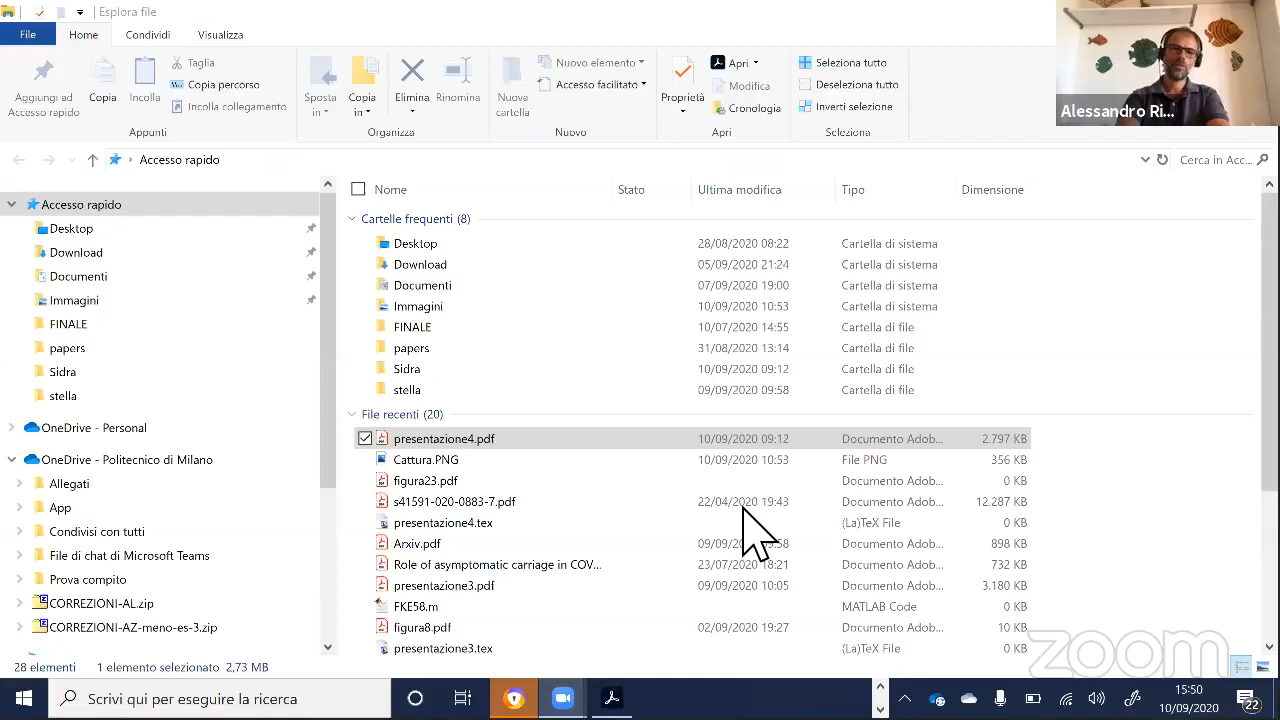 Esplora file
File Home Condividi Visualizza
Aggiungi ad Accesso rapido
Copia
Incolla
Taglia
Copia percorso
Incolla collegamento
Appunti
Sposta in
Copia in
Elimina
Organizza
Nuova cartella
Nuovo elemento
Accesso facilitato
Nuovo
Proprietà
Apri
Modifica
Cronologia
Apri
Seleziona tutto
Deseleziona tutto
Inverti selezione
Seleziona
Alessandro Ri...
Accesso rapido
Cerca in Acc...
Accesso rapido
Desktop
Download
Documenti
Immagini
FINALE
papers
Sidra
stella
OneDrive - Personal
OneDrive - Politecnico di Milano
Allegati
App
Condivisi con tutti
File di chat di Microsoft Teams
Prova compito
CORREZIONI-AL.zip
CORREZIONI-AZ-meno-es-3.zip
Nome Stato Ultima modifica Tipo Dimensione
Cartelle frequenti (8)
Desktop 28/08/2020 08:22 Cartella di sistema
Download 05/09/2020 21:24 Cartella di sistema
Documenti 07/09/2020 19:00 Cartella di sistema
Immagini 10/09/2020 10:53 Cartella di sistema
FINALE 10/07/2020 14:55 Cartella di file
papers 31/08/2020 13:14 Cartella di file
Sidra 10/09/2020 09:12 Cartella di file
stella 09/09/2020 09:58 Cartella di file
File recenti (20)
presentazione4.pdf 10/09/2020 09:12 Documento Adob... 2.797 KB
Cattura.PNG 10/09/2020 10:53 File PNG 356 KB
figura23.pdf Documento Adob... 0 KB
s41591-020-0883-7.pdf 22/04/2020 19:43 Documento Adob... 12.287 KB
presentazione4.tex (La)TeX File 0 KB
Arxiv.pdf Documento Adob... 898 KB
Role of asymptomatic carriage in COV... 23/07/2020 18:21 Documento Adob... 732 KB
presentazione3.pdf 09/09/2020 10:05 Documento Adob... 3.180 KB
FKE58.m MATLAB Code 0 KB
figura8.pdf 02/09/2020 19:27 Documento Adob... 10 KB
presentazione3.tex (La)TeX File 0 KB
zoom
28 elementi 1 elemento selezionato 2,73 MB
Scrivi qui per eseguire la ricerca
15:50
10/09/2020
22